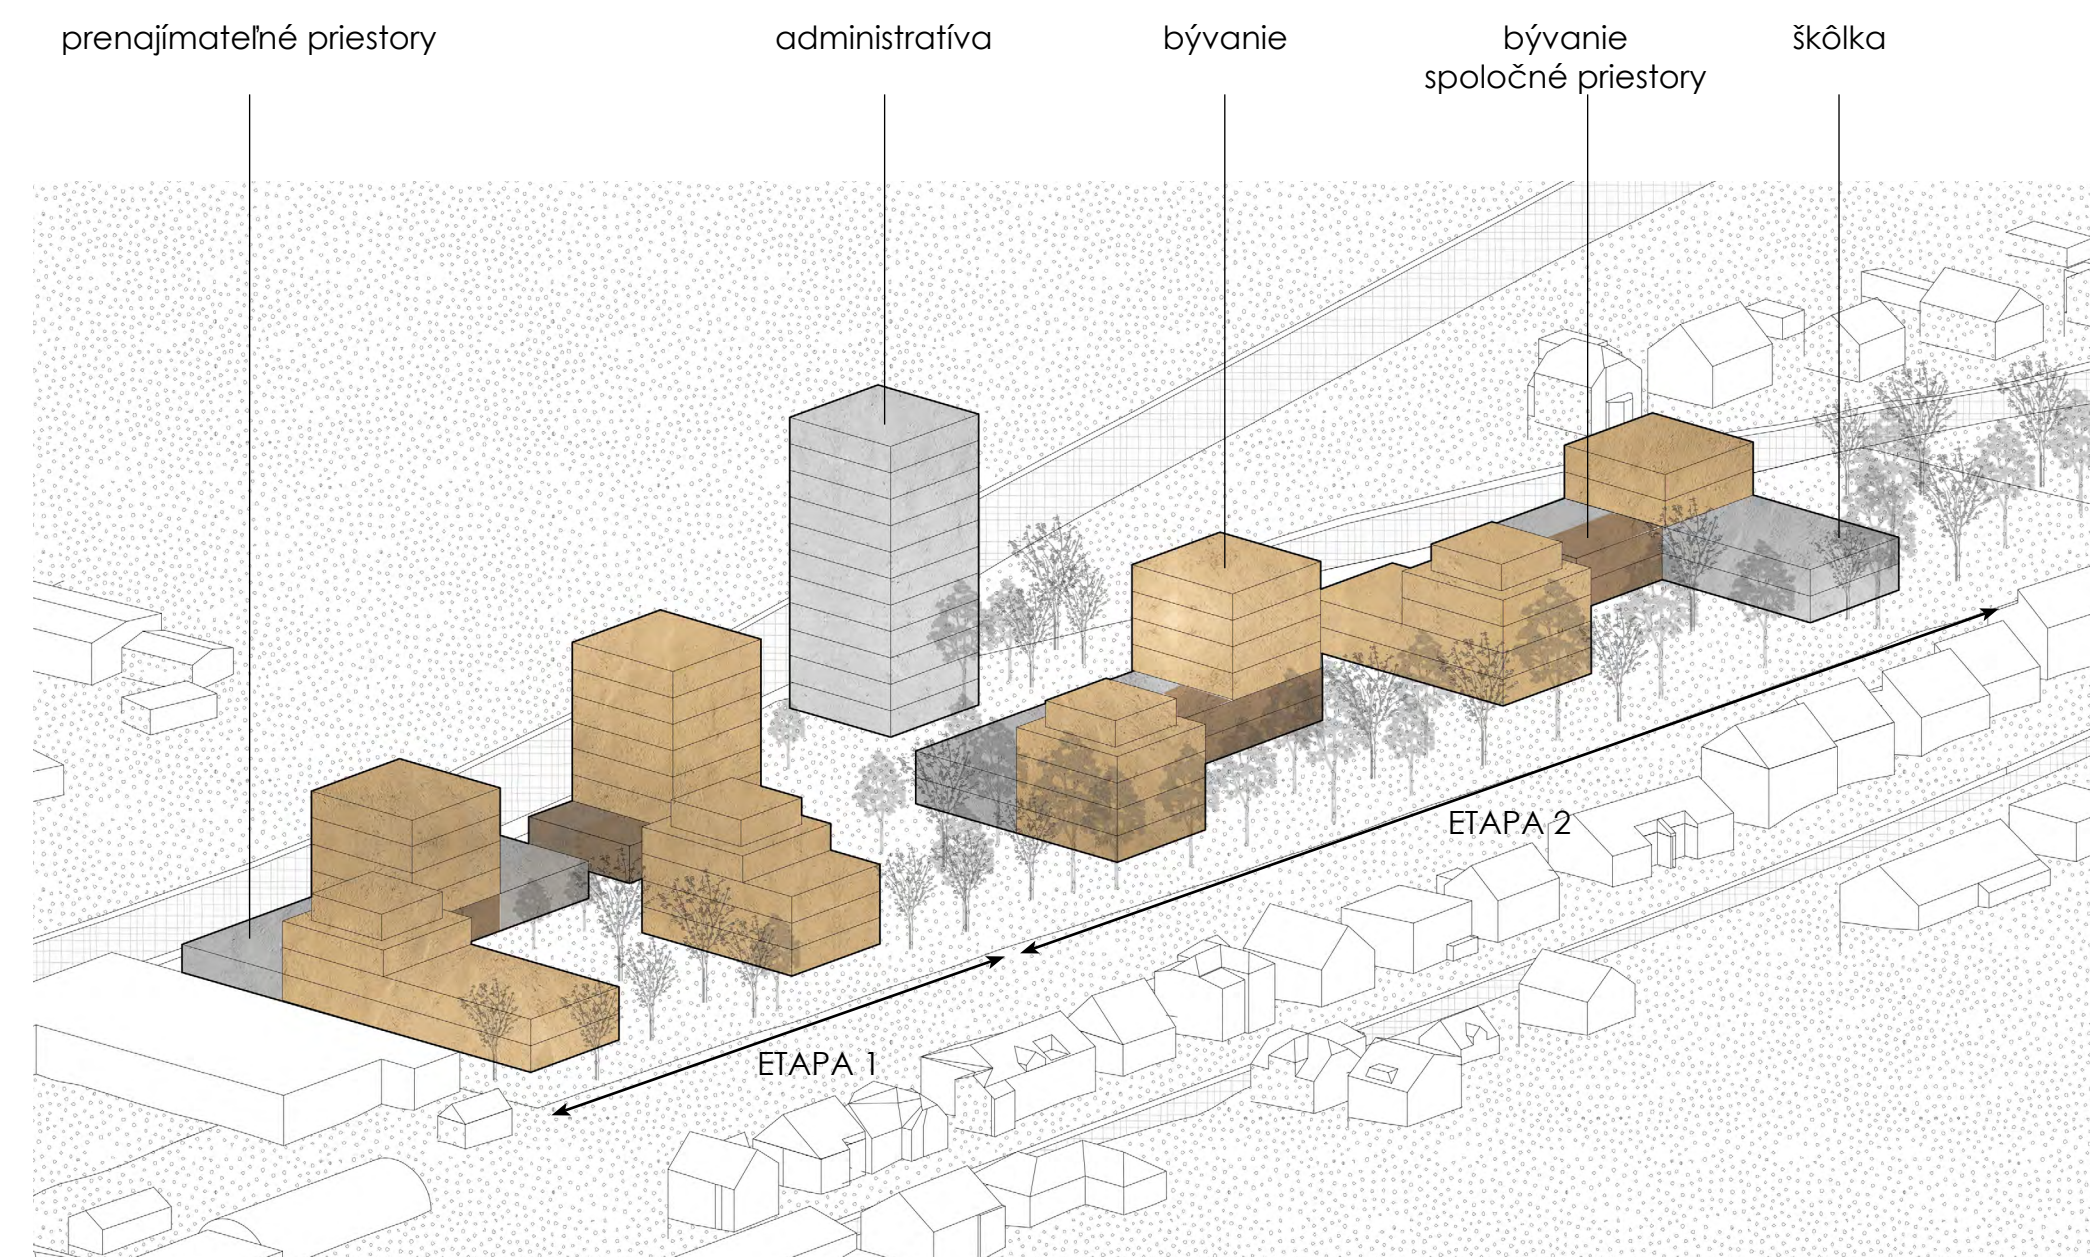 prenajímateľné priestory
administratíva
bývanie
bývanie
spoločné priestory
škôlka
ETAPA 2
ETAPA 1